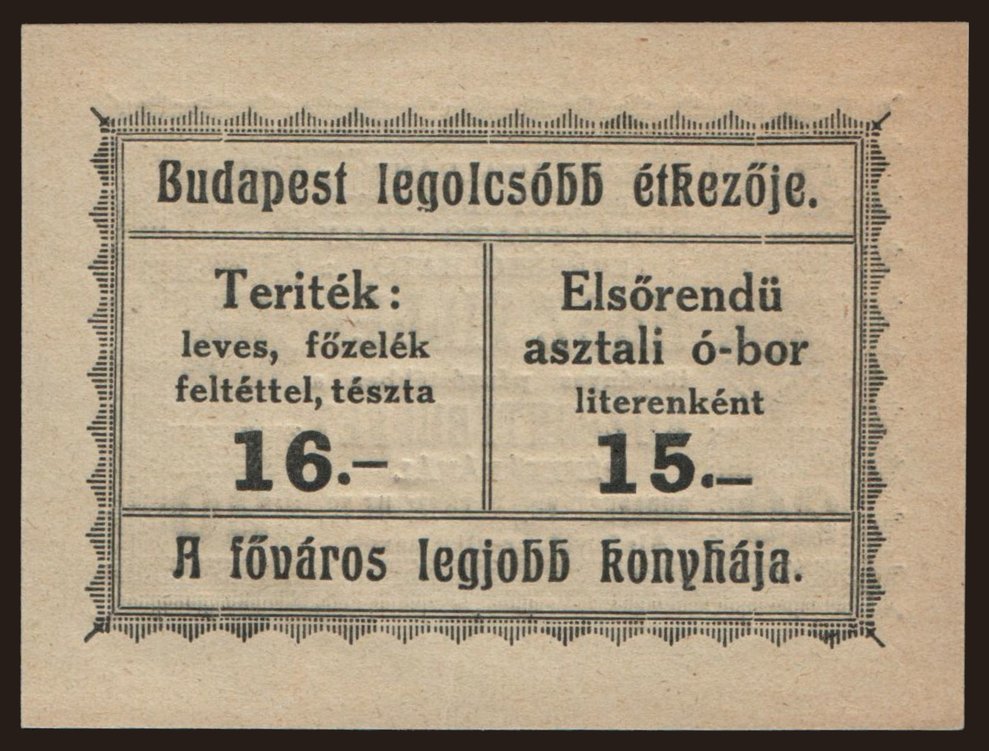 Budapest legolcsóbb étkezője.
Teriték:
leves, főzelék
feltéttel, tészta
16.—
Elsőrendü
asztali ó-bor
literenként
15.—
A főváros legjobb konyhája.